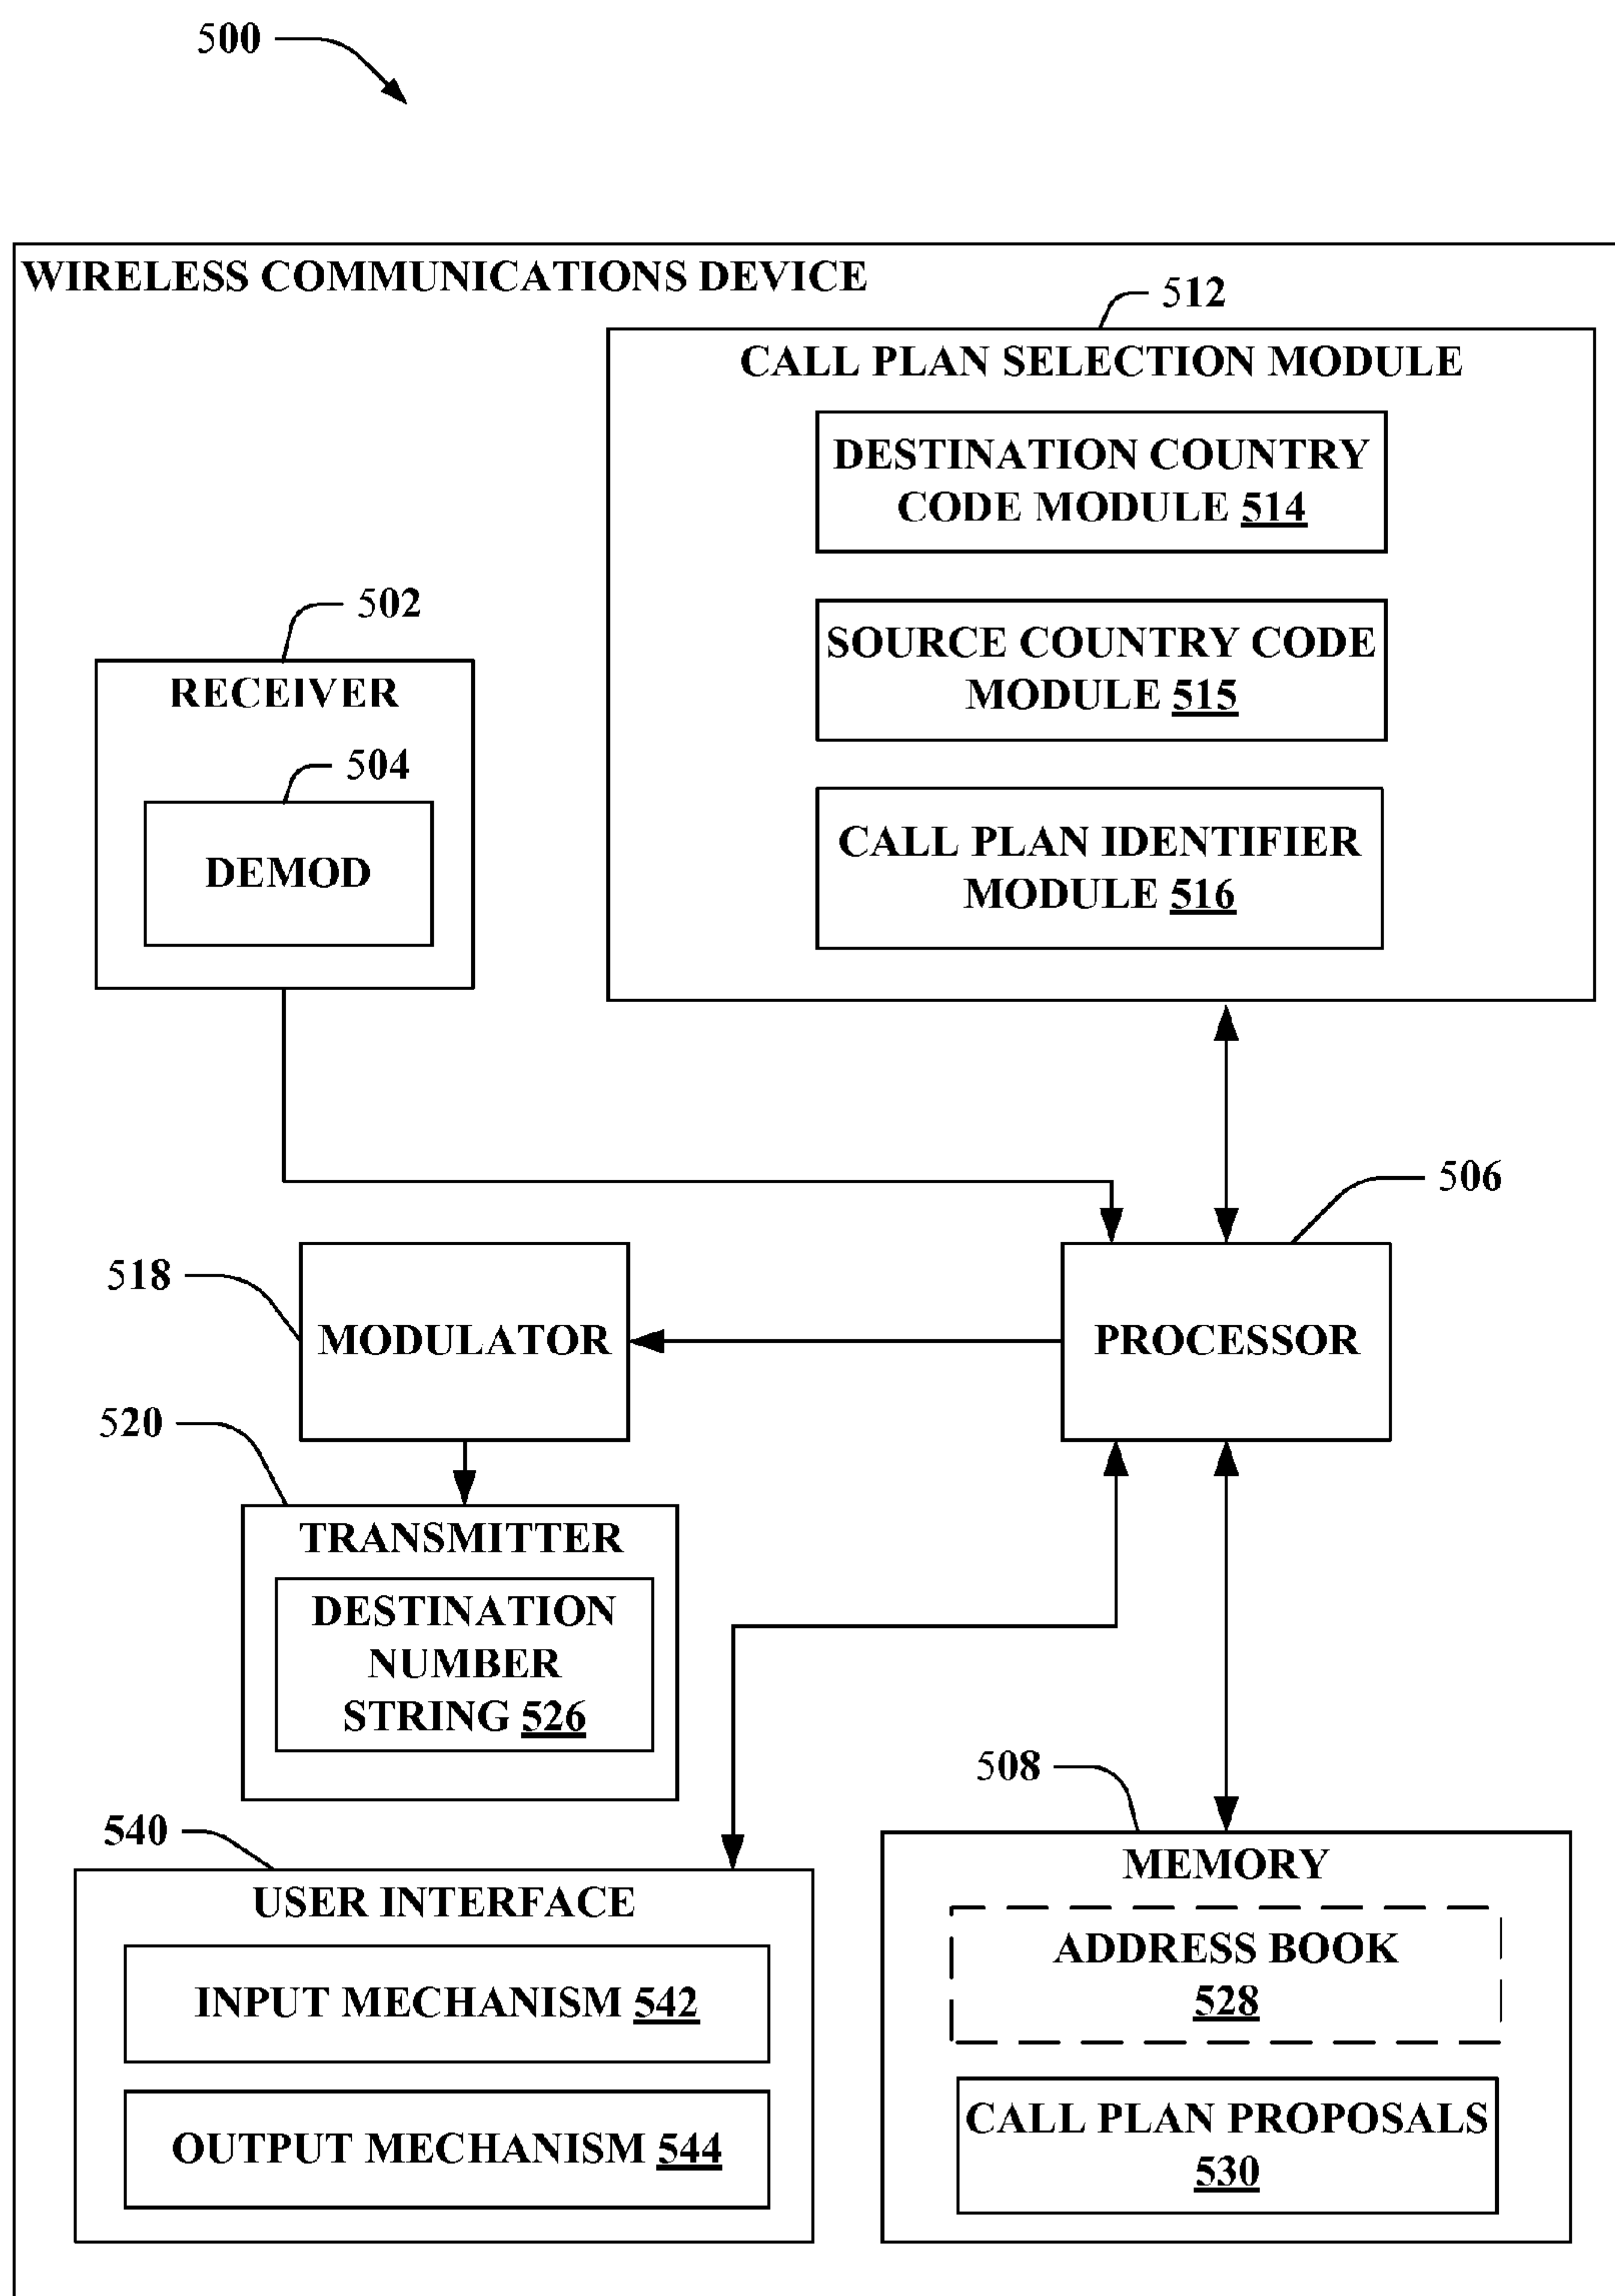 500
WIRELESS COMMUNICATIONS DEVICE
512
CALL PLAN SELECTION MODULE
DESTINATION COUNTRY
CODE MODULE 514
SOURCE COUNTRY CODE
MODULE 515
CALL PLAN IDENTIFIER
MODULE 516
502
RECEIVER
504
DEMOD
506
PROCESSOR
518
MODULATOR
520
TRANSMITTER
DESTINATION
NUMBER
STRING 526
540
USER INTERFACE
INPUT MECHANISM 542
OUTPUT MECHANISM 544
508
MEMORY
ADDRESS BOOK
528
CALL PLAN PROPOSALS
530